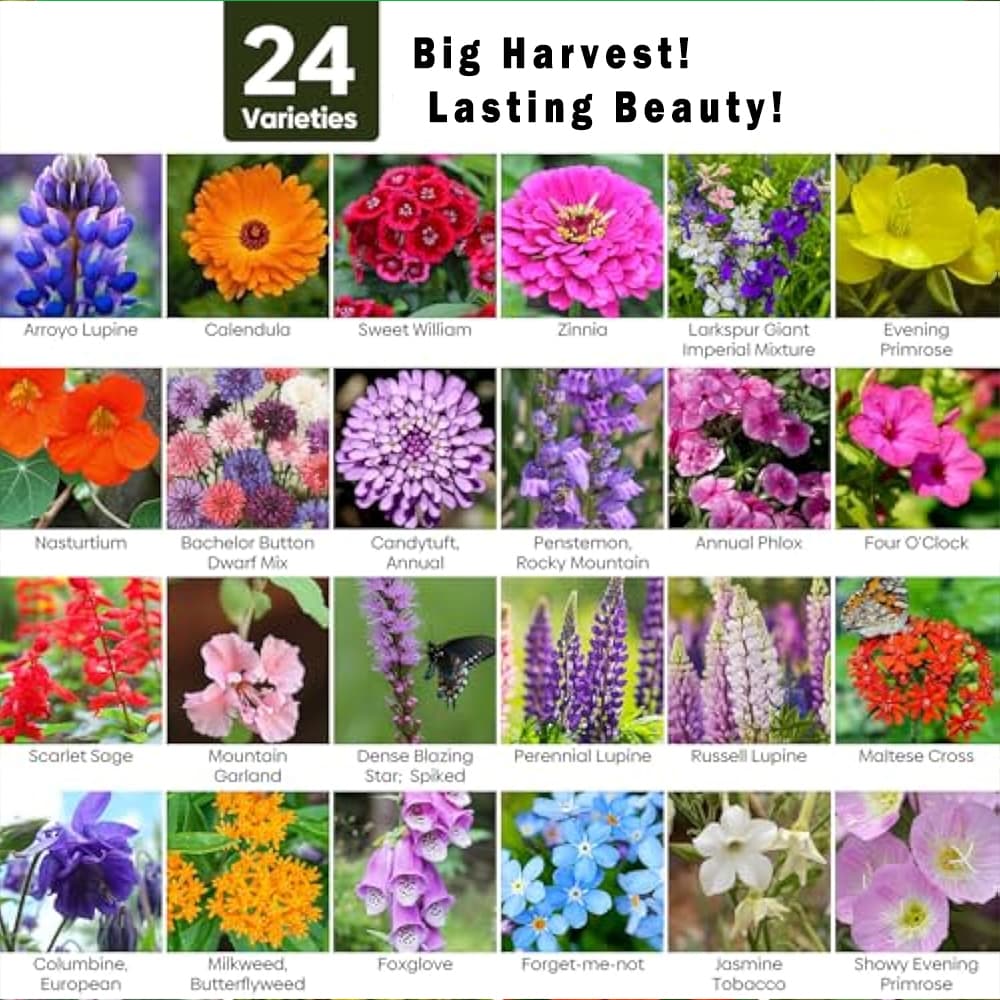 24
Varieties
Big Harvest!
Lasting Beauty!
Arroyo Lupine
Calendula
Sweet William
Zinnia
Larkspur Giant
Imperial Mixture
Evening
Primrose
Nasturtium
Bachelor Button
Dwarf Mix
Candytuft,
Annual
Penstemon,
Rocky Mountain
Annual Phlox
Four O'Clock
Scarlet Sage
Mountain
Garland
Dense Blazing
Star; Spiked
Perennial Lupine
Russell Lupine
Maltese Cross
Columbine,
European
Milkweed,
Butterflyweed
Foxglove
Forget-me-not
Jasmine
Tobacco
Showy Evening
Primrose